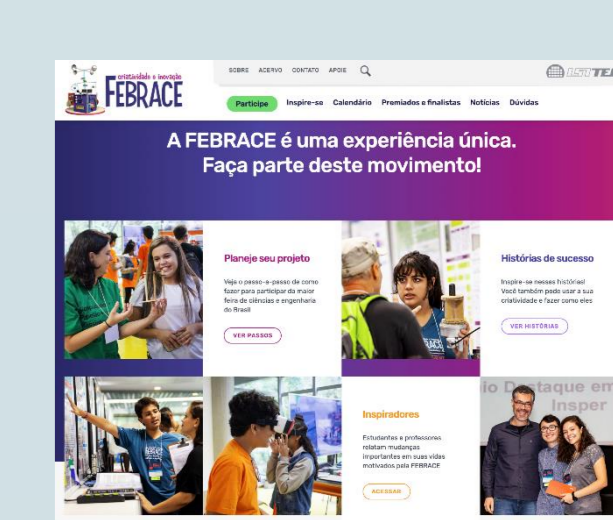 criatividade e inovação
FEBRACE
SOBRE ACERVO CONTATO APOIE
Participe Inspire-se Calendário Premiados e finalistas Notícias Dúvidas
A FEBRACE é uma experiência única.
Faça parte deste movimento!
Planeje seu projeto
Veja o passo-a-passo de como
fazer para participar da maior
feira de ciências e engenharia
do Brasil
VER PASSOS
Histórias de sucesso
Inspire-se nessas histórias!
Você também pode usar a sua
criatividade e fazer como eles
VER HISTÓRIAS
Inspiradores
Estudantes e professores
relatam mudanças
importantes em suas vidas
motivados pela FEBRACE
ACESSAR
Destaque em
Insper